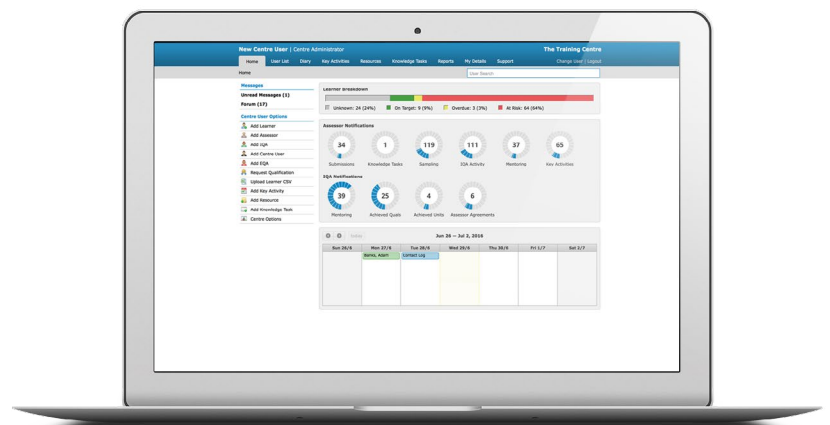 New Centre User | Centre Administrator The Training Centre
Home User List Diary Key Activities Resources Knowledge Tasks Reports My Details Support Change User | Logout
Home User Search
Messages
Unread Messages (1)
Forum (17)
Centre User Options
Add Learner
Add Assessor
Add IQA
Add Centre User
Add EQA
Request Qualification
Upload Learner CSV
Add Key Activity
Add Resource
Add Knowledge Task
Centre Options
Learner Breakdown
Unknown: 24 (24%) On Target: 9 (9%) Overdue: 3 (3%) At Risk: 64 (64%)
Assessor Notifications
34 1 119 111 37 65
Submissions Knowledge Tasks Sampling IQA Activity Mentoring Key Activities
IQA Notifications
39 25 4 6
Mentoring Achieved Quals Achieved Units Assessor Agreements
Today Jun 26 — Jul 2, 2016
Sun 26/6 Mon 27/6 Tue 28/6 Wed 29/6 Thu 30/6 Fri 1/7 Sat 2/7
Banks, Adam Contact Log